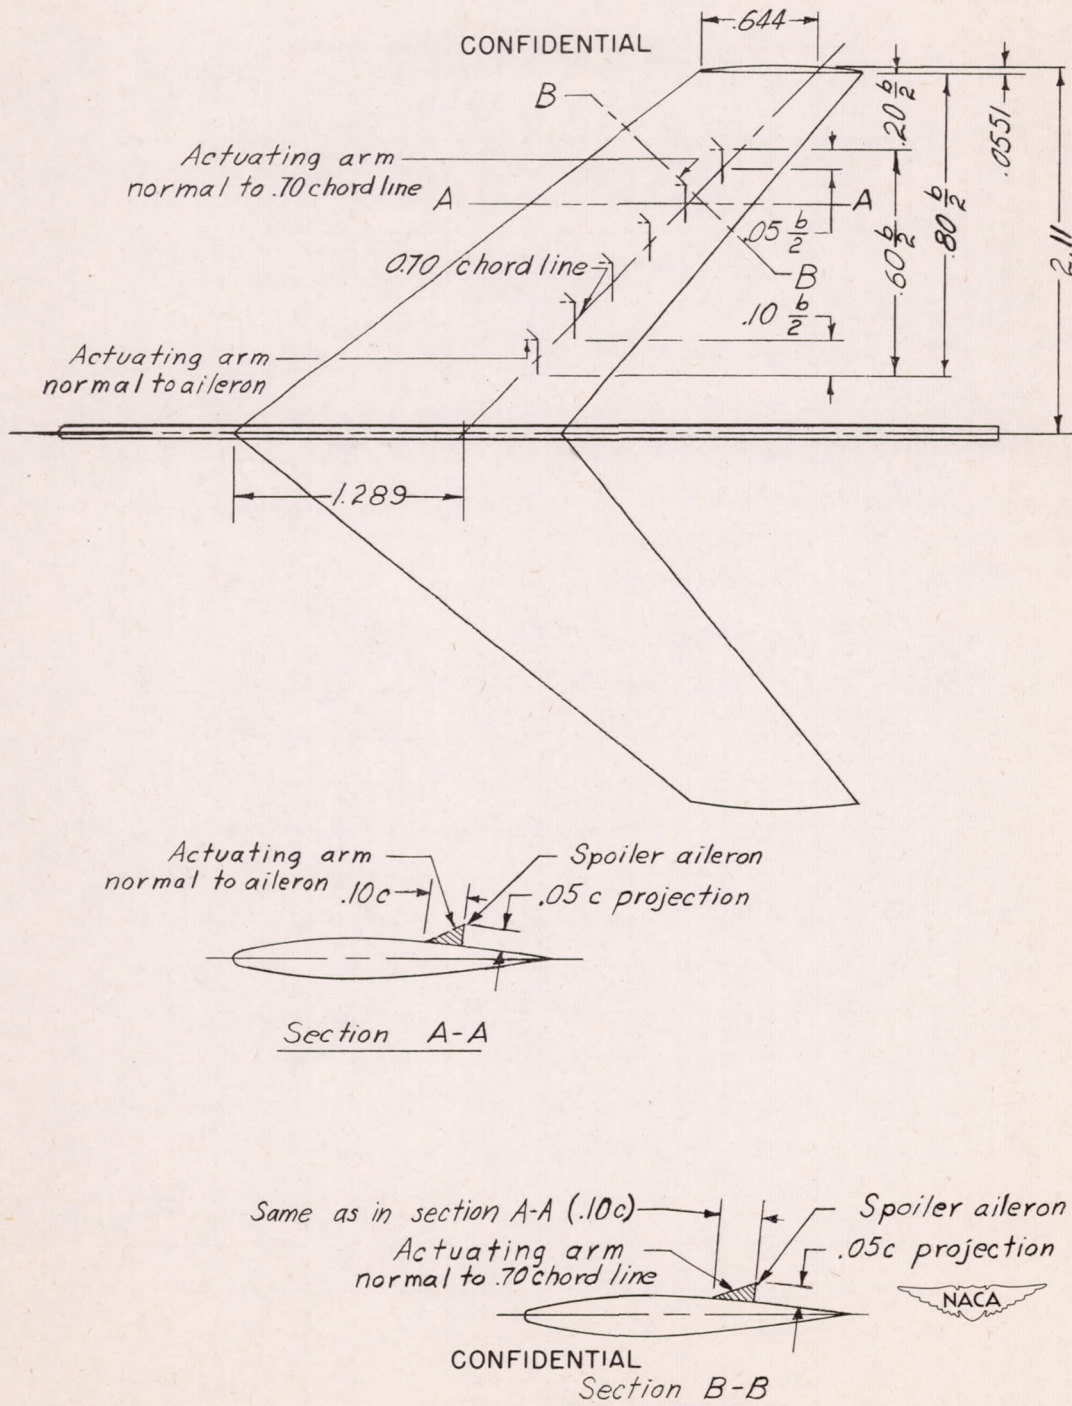 CONFIDENTIAL
.644
B
.20 b/2
.0551
Actuating arm
normal to .70 chord line
A
A
.05 b/2
.60 b/2
.80 b/2
2.11
0.70 chord line
B
.10 b/2
Actuating arm
normal to aileron
1.289
Actuating arm
normal to aileron
Spoiler aileron
.10c
.05 c projection
Section A-A
Same as in section A-A (.10c)
Spoiler aileron
Actuating arm
normal to .70 chord line
.05c projection
NACA
CONFIDENTIAL
Section B-B